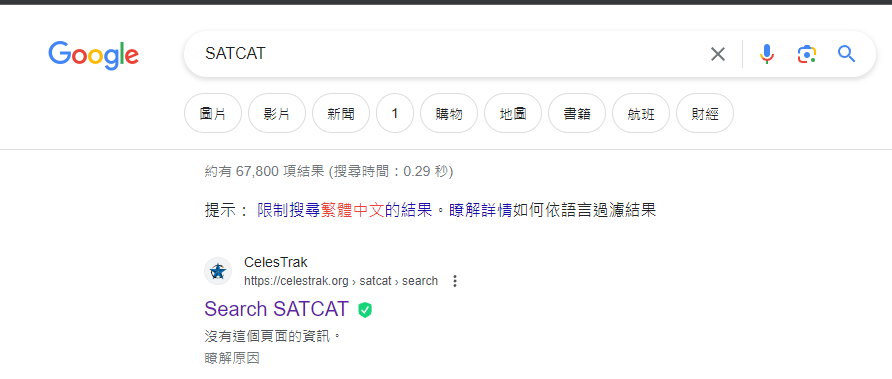 Google
SATCAT
圖片 影片 新聞 1 購物 地圖 書籍 航班 財經
約有 67,800 項結果 (搜尋時間：0.29 秒)
提示： 限制搜尋繁體中文的結果。瞭解詳情如何依語言過濾結果
CelesTrak
https://celestrak.org › satcat › search
Search SATCAT
沒有這個頁面的資訊。
瞭解原因